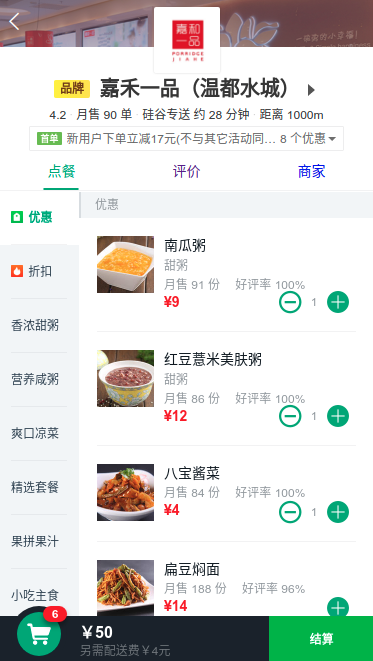 一碗粥的小幸福!
嘉和一品
PORRIDGE
JIAHE
品牌 嘉禾一品（温都水城）
4.2 月售 90 单 · 硅谷专送 约 28 分钟 · 距离 1000m
首单 新用户下单立减17元(不与其它活动同… 8 个优惠
点餐 评价 商家
优惠
折扣
香浓甜粥
营养咸粥
爽口凉菜
精选套餐
果拼果汁
小吃主食
优惠
南瓜粥
甜粥
月售 91 份 好评率 100%
¥9 1
红豆薏米美肤粥
甜粥
月售 86 份 好评率 100%
¥12 1
八宝酱菜
月售 84 份 好评率 100%
¥4 1
扁豆焖面
月售 188 份 好评率 96%
¥14
6
￥50
另需配送费￥4元
结算